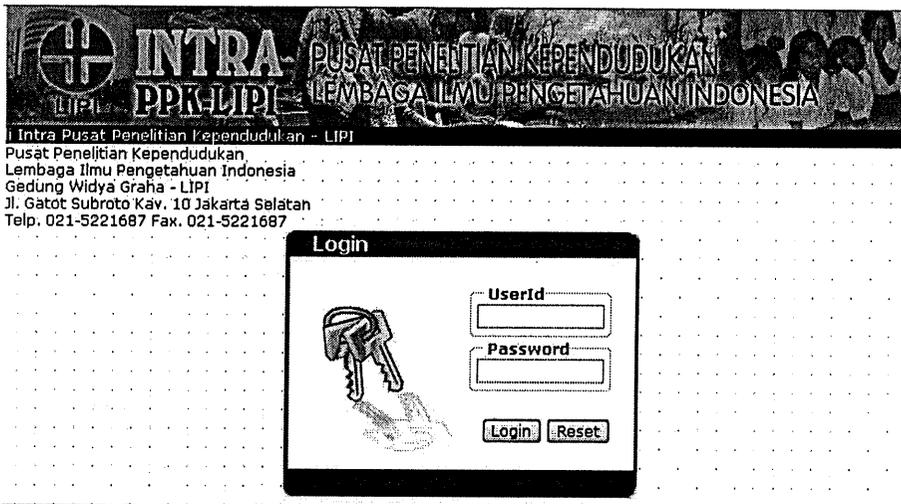 LIPI
INTRA-
PPK-LIPI
PUSAT PENELITIAN KEPENDUDUKAN
LEMBAGA ILMU PENGETAHUAN INDONESIA
i Intra Pusat Penelitian Kependudukan - LIPI
Pusat Penelitian Kependudukan
Lembaga Ilmu Pengetahuan Indonesia
Gedung Widya Graha - LIPI
Jl. Gatot Subroto Kav. 10 Jakarta Selatan
Telp. 021-5221687 Fax. 021-5221687
Login
UserId
Password
Login Reset